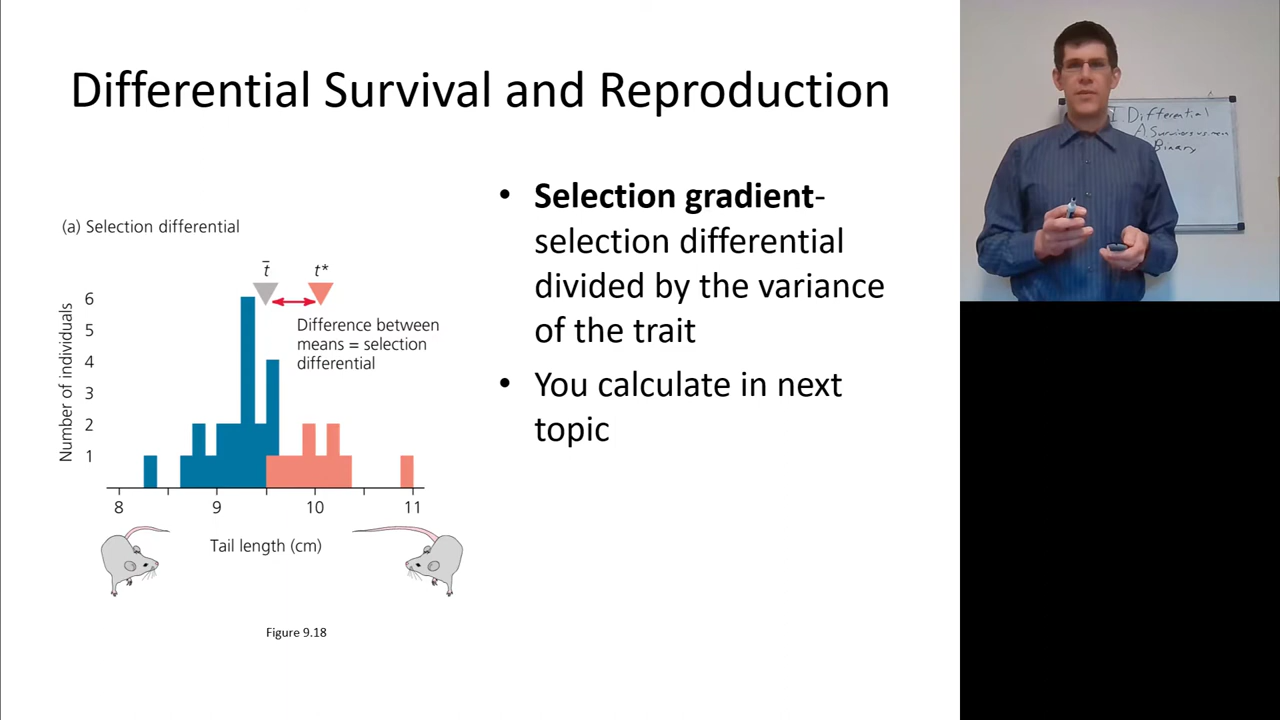 Differential Survival and Reproduction
(a) Selection differential
t̄ t*
Difference between
means = selection
differential
Number of individuals
6
5
4
3
2
1
8 9 10 11
Tail length (cm)
Figure 9.18
• Selection gradient-
selection differential
divided by the variance
of the trait
• You calculate in next
topic
I. Differential
A
Binary